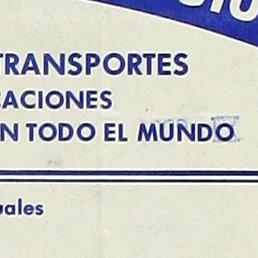 TRANSPORTES
CACIONES
N TODO EL MUNDO
uales